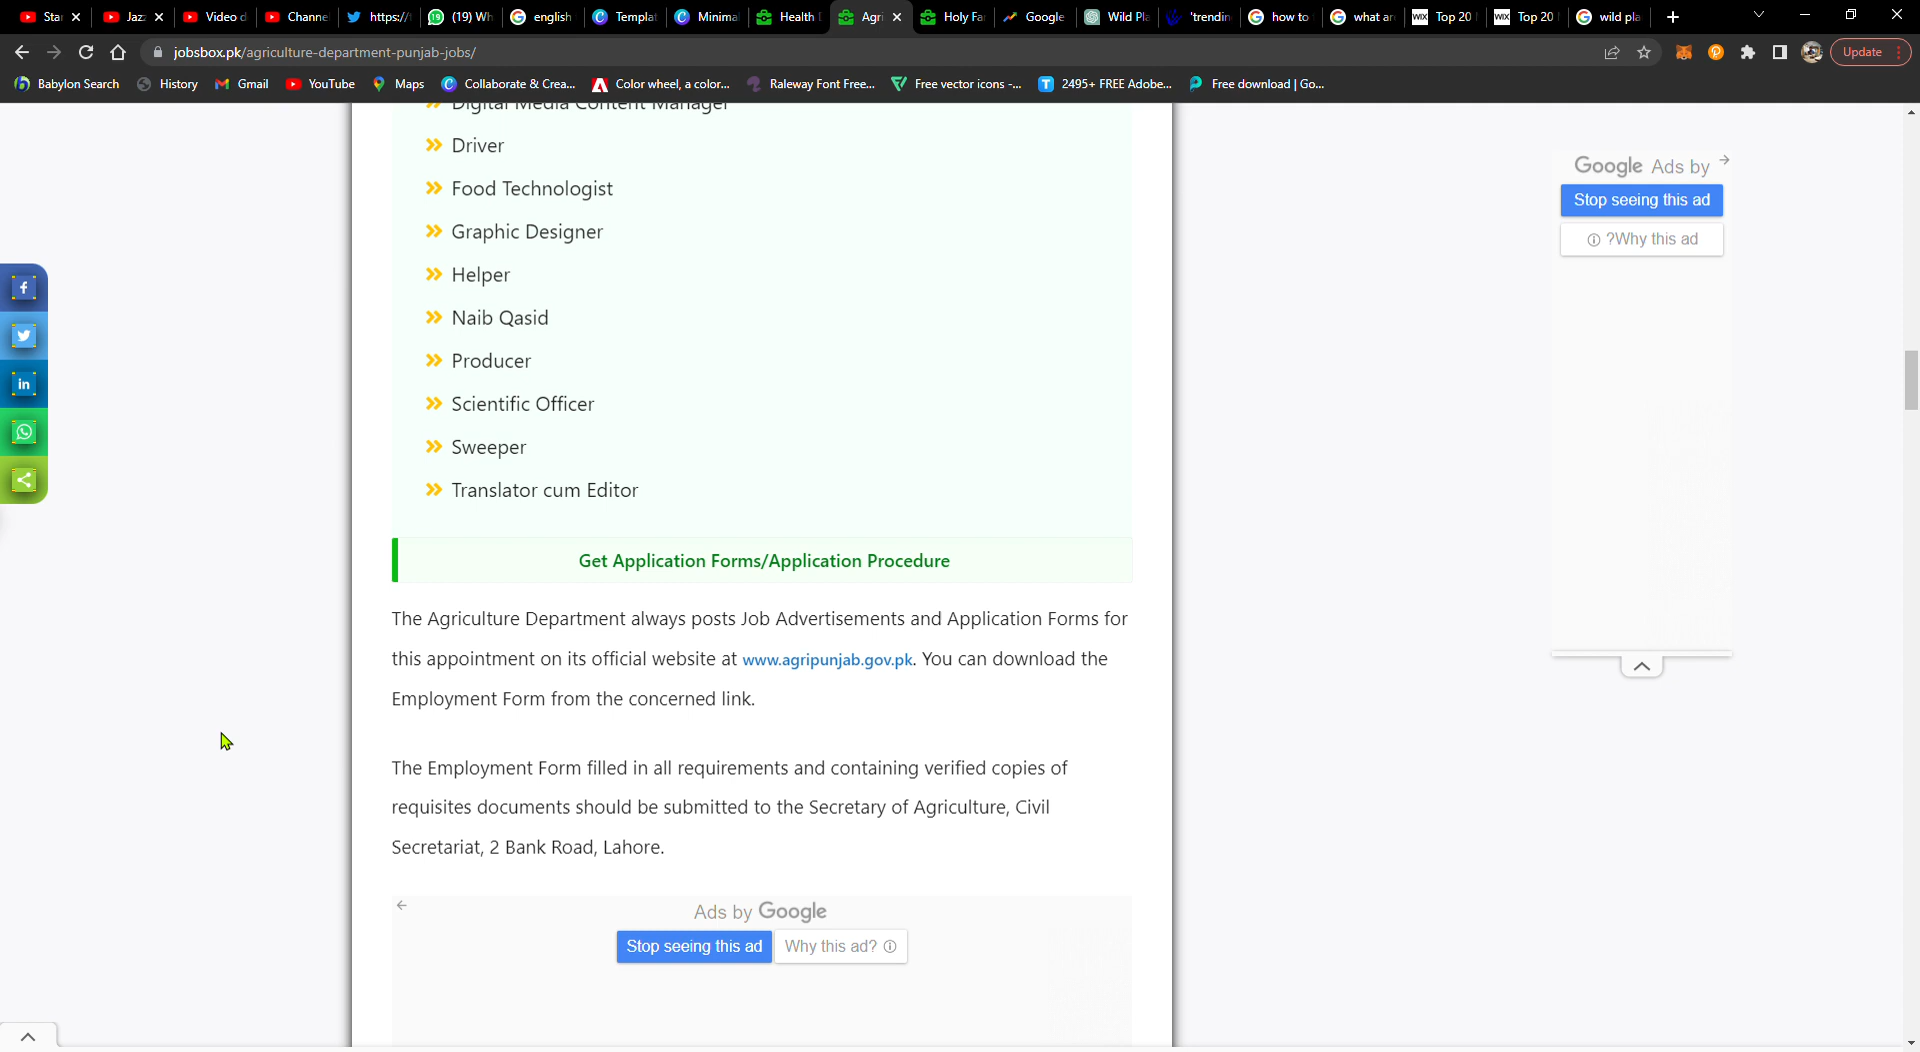 Star
Jazz
Video d
Channe
https://
(19) Wh
english
Templat
Minima
Health
Agri
Holy Fa
Google
Wild Pla
'trendin
how to
what ar
Top 20
Top 20
wild pla
jobsbox.pk/agriculture-department-punjab-jobs/
Update
Babylon Search
History
Gmail
YouTube
Maps
Collaborate & Crea...
Color wheel, a color...
Raleway Font Free...
Free vector icons -...
2495+ FREE Adobe...
Free download | Go...
Digital Media Content Manager
Driver
Food Technologist
Graphic Designer
Helper
Naib Qasid
Producer
Scientific Officer
Sweeper
Translator cum Editor
Get Application Forms/Application Procedure
The Agriculture Department always posts Job Advertisements and Application Forms for
this appointment on its official website at www.agripunjab.gov.pk. You can download the
Employment Form from the concerned link.
The Employment Form filled in all requirements and containing verified copies of
requisites documents should be submitted to the Secretary of Agriculture, Civil
Secretariat, 2 Bank Road, Lahore.
Ads by Google
Stop seeing this ad
Why this ad?
Google Ads by
Stop seeing this ad
?Why this ad